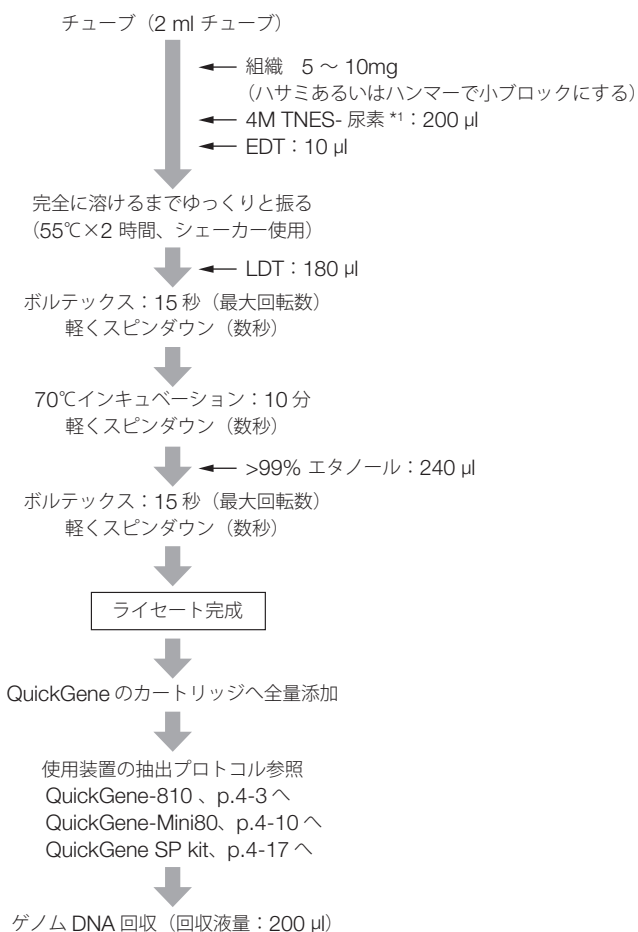 チューブ（2 ml チューブ）
組織　5 ～ 10mg
（ハサミあるいはハンマーで小ブロックにする）
4M TNES- 尿素 *1：200 μl
EDT：10 μl
完全に溶けるまでゆっくりと振る
（55℃×2 時間、シェーカー使用）
LDT：180 μl
ボルテックス：15 秒（最大回転数）
軽くスピンダウン（数秒）
70℃インキュベーション：10 分
軽くスピンダウン（数秒）
>99% エタノール：240 μl
ボルテックス：15 秒（最大回転数）
軽くスピンダウン（数秒）
ライセート完成
QuickGene のカートリッジへ全量添加
使用装置の抽出プロトコル参照
QuickGene-810 、p.4-3 へ
QuickGene-Mini80、p.4-10 へ
QuickGene SP kit、p.4-17 へ
ゲノム DNA 回収（回収液量：200 μl）